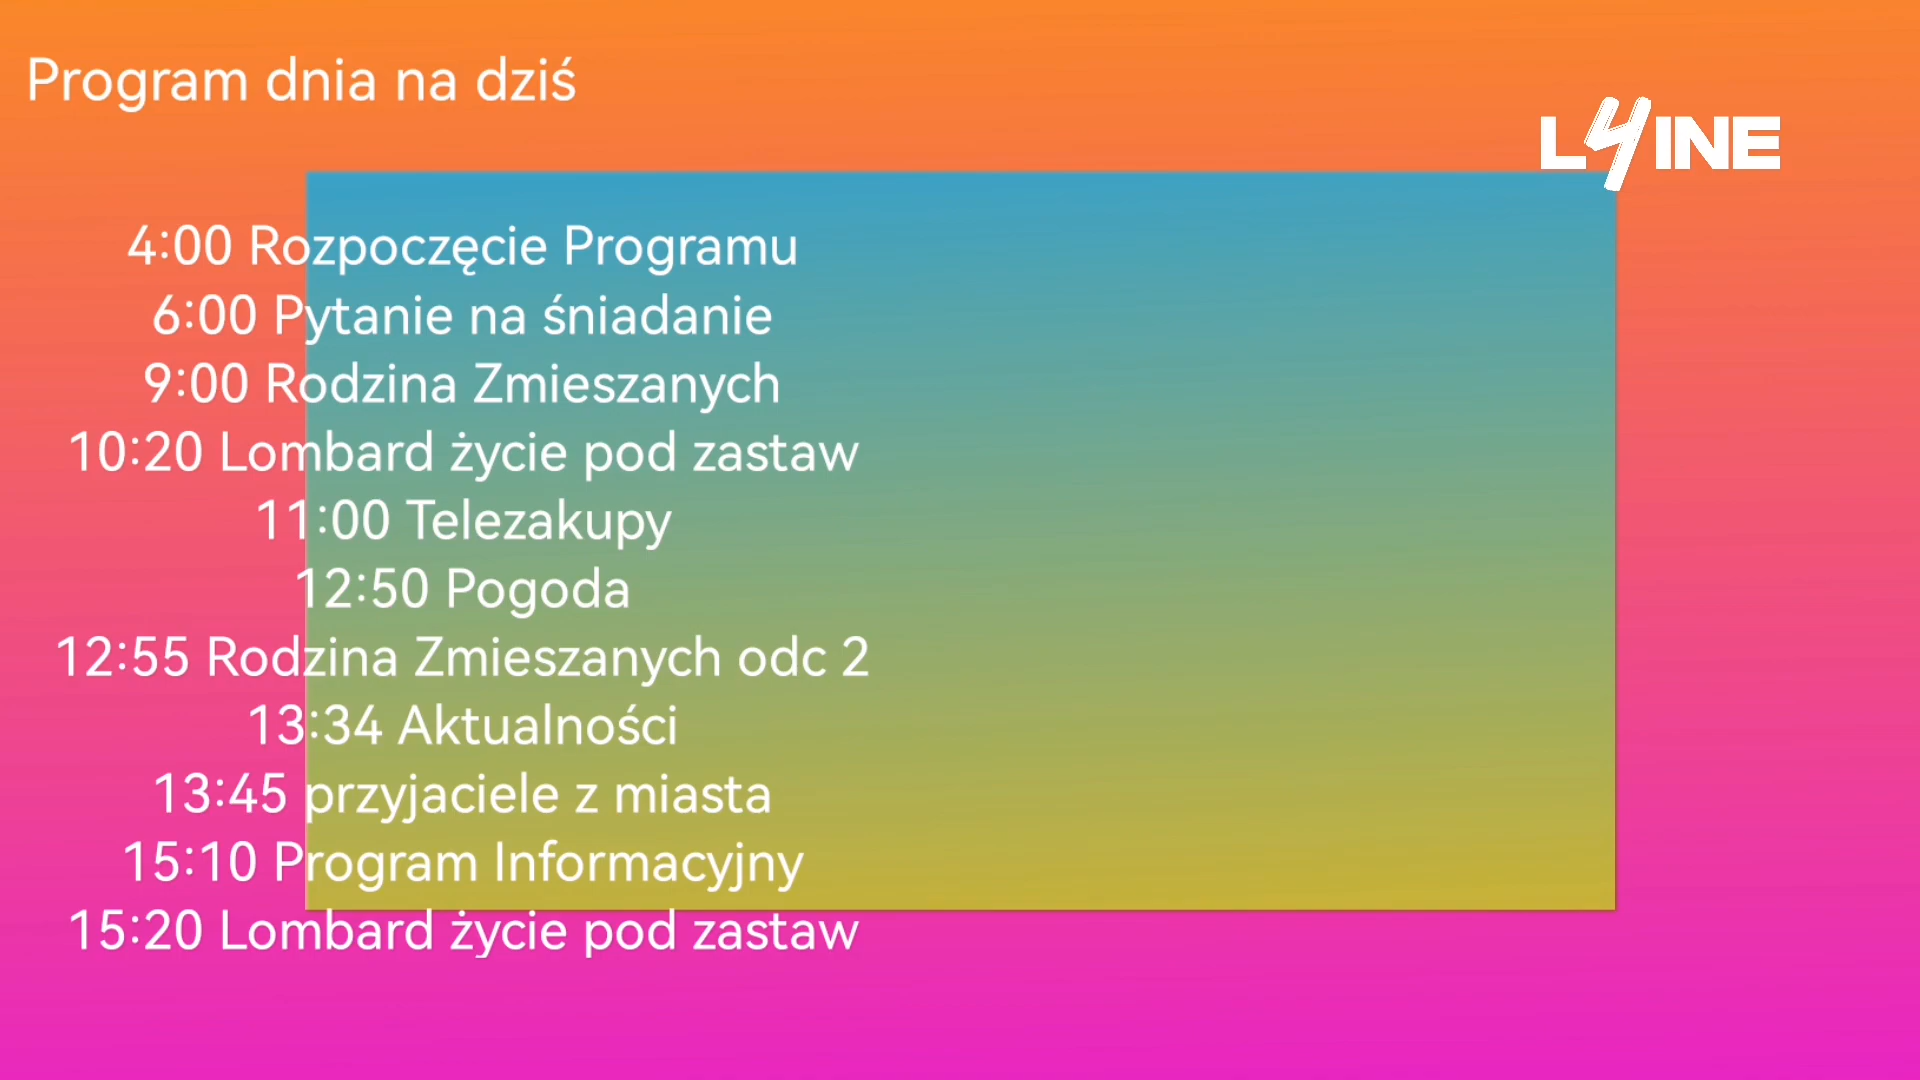 Program dnia na dziś
L4INE
4:00 Rozpoczęcie Programu
6:00 Pytanie na śniadanie
9:00 Rodzina Zmieszanych
10:20 Lombard życie pod zastaw
11:00 Telezakupy
12:50 Pogoda
12:55 Rodzina Zmieszanych odc 2
13:34 Aktualności
13:45 przyjaciele z miasta
15:10 Program Informacyjny
15:20 Lombard życie pod zastaw